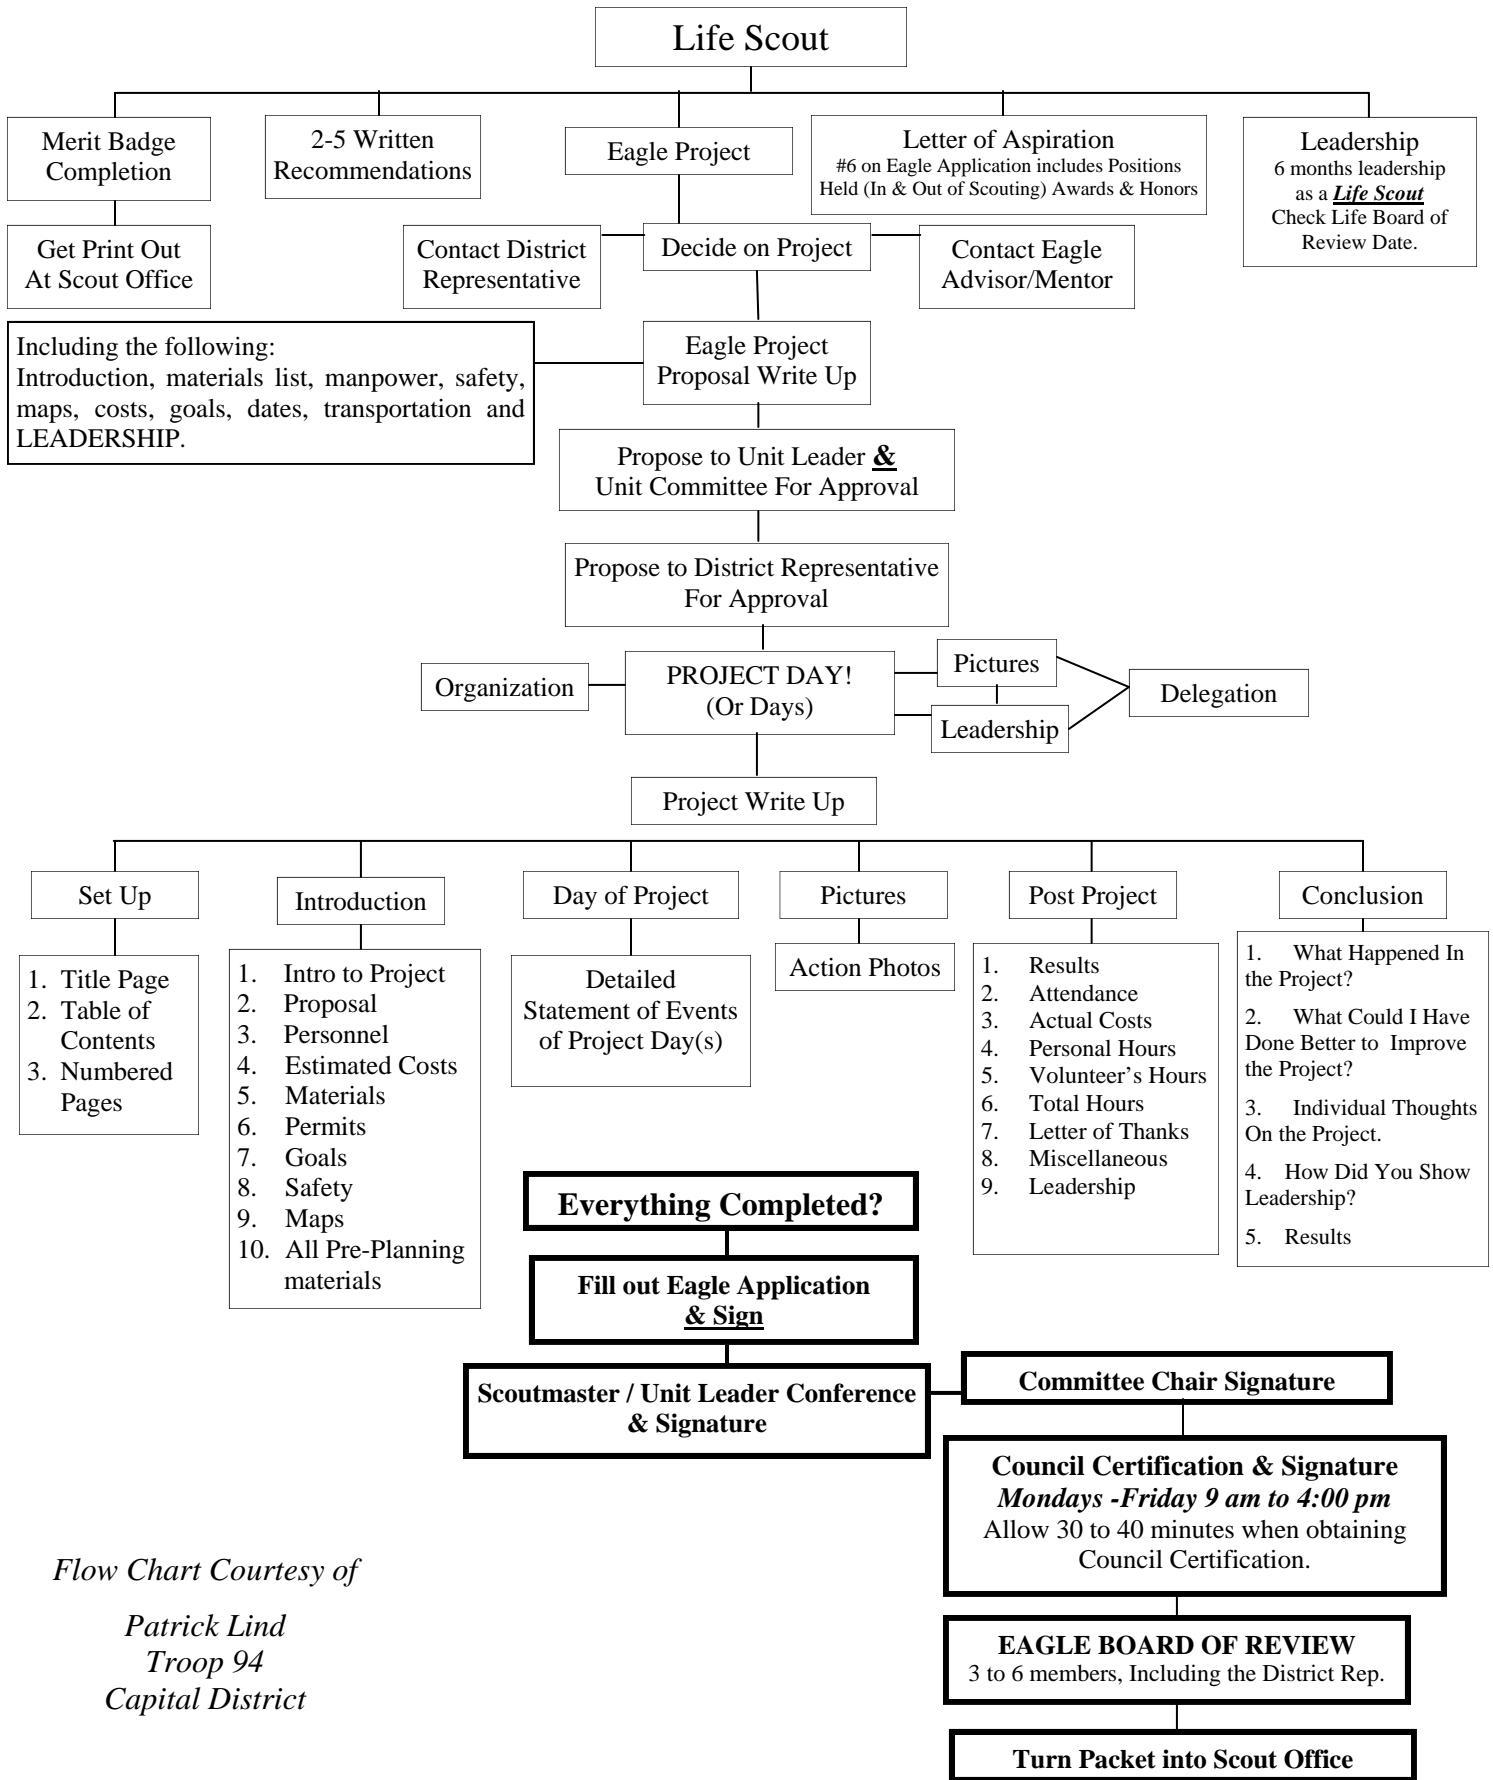 Life Scout
Merit Badge
Completion
2-5 Written
Recommendations
Eagle Project
Letter of Aspiration
#6 on Eagle Application includes Positions
Held (In & Out of Scouting) Awards & Honors
Leadership
6 months leadership
as a Life Scout
Check Life Board of
Review Date.
Get Print Out
At Scout Office
Contact District
Representative
Decide on Project
Contact Eagle
Advisor/Mentor
Including the following:
Introduction, materials list, manpower, safety,
maps, costs, goals, dates, transportation and
LEADERSHIP.
Eagle Project
Proposal Write Up
Propose to Unit Leader &
Unit Committee For Approval
Propose to District Representative
For Approval
Organization
PROJECT DAY!
(Or Days)
Pictures
Leadership
Delegation
Project Write Up
Set Up
1. Title Page
2. Table of
Contents
3. Numbered
Pages
Introduction
1. Intro to Project
2. Proposal
3. Personnel
4. Estimated Costs
5. Materials
6. Permits
7. Goals
8. Safety
9. Maps
10. All Pre-Planning
materials
Day of Project
Detailed
Statement of Events
of Project Day(s)
Pictures
Action Photos
Post Project
1. Results
2. Attendance
3. Actual Costs
4. Personal Hours
5. Volunteer's Hours
6. Total Hours
7. Letter of Thanks
8. Miscellaneous
9. Leadership
Conclusion
1. What Happened In
the Project?
2. What Could I Have
Done Better to Improve
the Project?
3. Individual Thoughts
On the Project.
4. How Did You Show
Leadership?
5. Results
Everything Completed?
Fill out Eagle Application
& Sign
Scoutmaster / Unit Leader Conference
& Signature
Committee Chair Signature
Council Certification & Signature
Mondays -Friday 9 am to 4:00 pm
Allow 30 to 40 minutes when obtaining
Council Certification.
EAGLE BOARD OF REVIEW
3 to 6 members, Including the District Rep.
Turn Packet into Scout Office
Flow Chart Courtesy of
Patrick Lind
Troop 94
Capital District